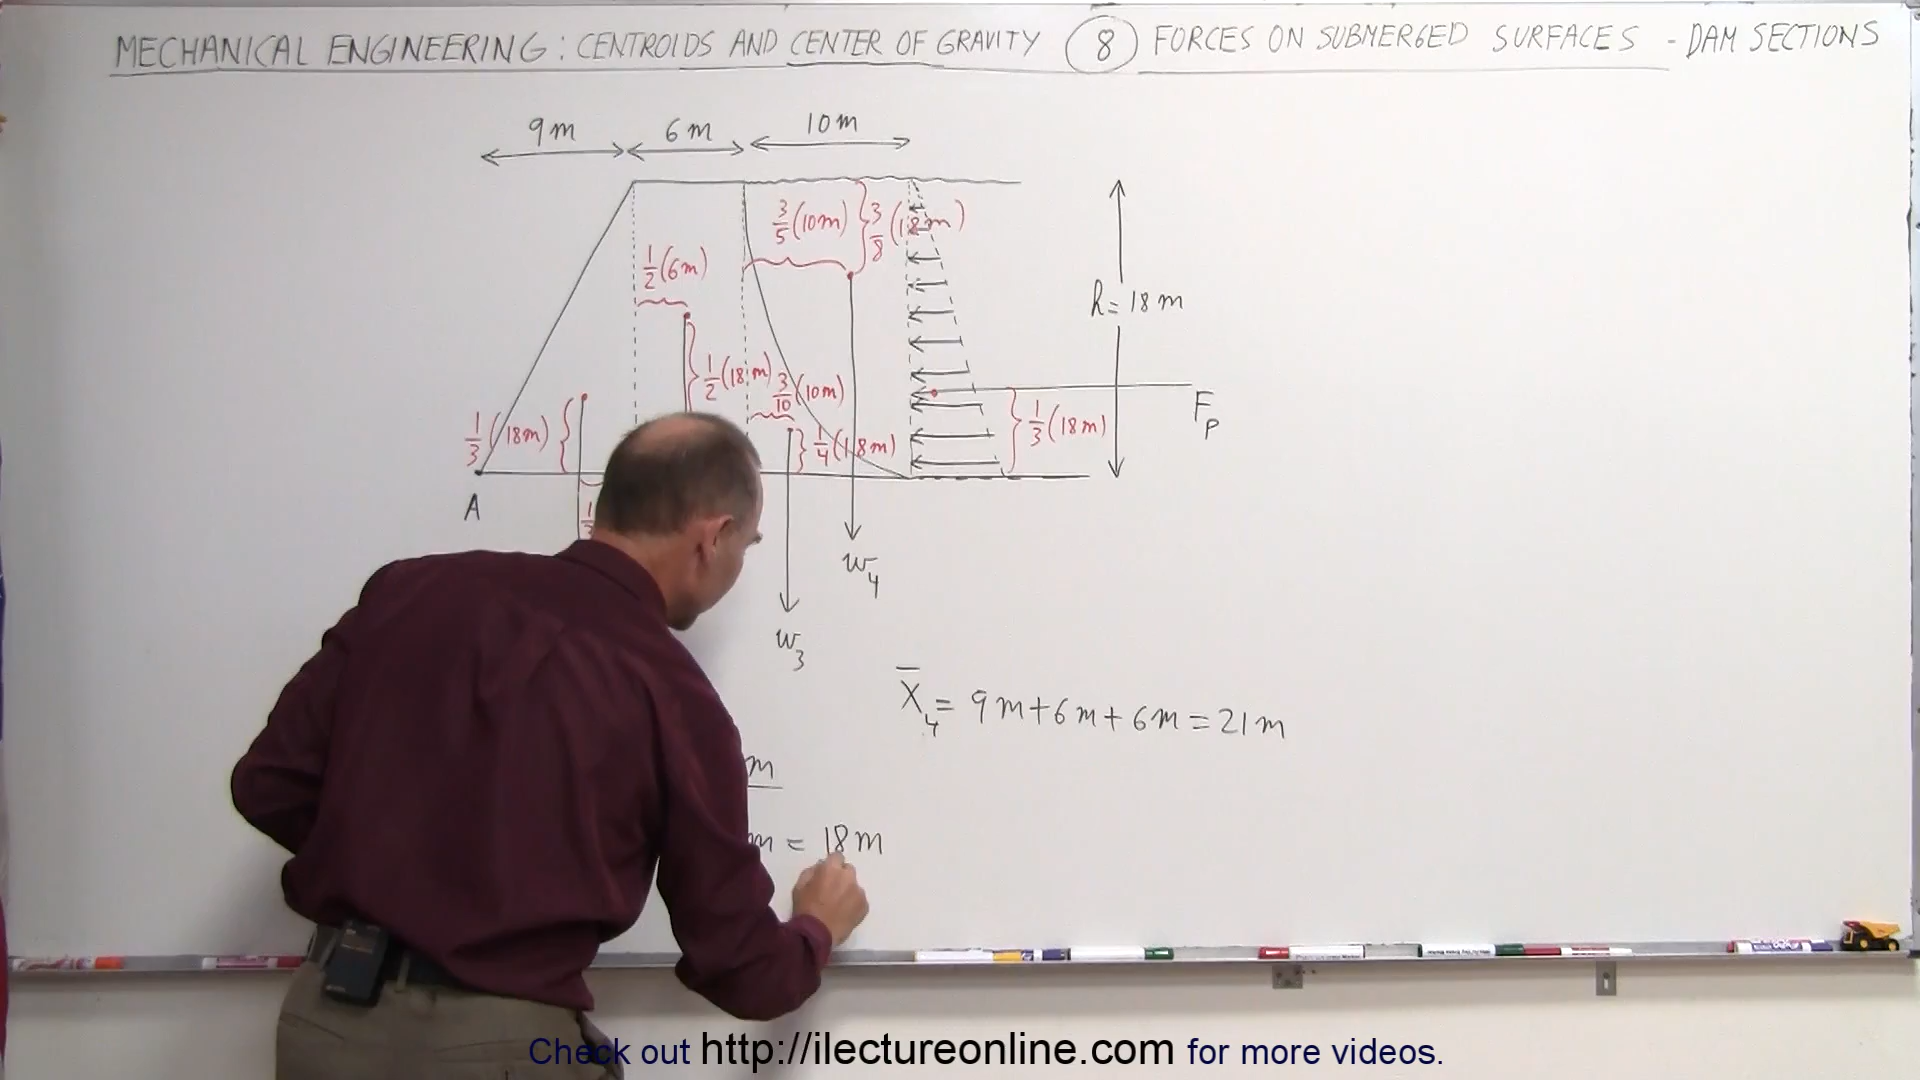 MECHANICAL ENGINEERING: CENTROIDS AND CENTER OF GRAVITY 8 FORCES ON SUBMERGED SURFACES - DAM SECTIONS
9m 6m 10m
3/5 (10m) 3/8 (18m)
1/2 (6m)
h = 18m
1/2 (18m) 3/10 (10m)
1/3 (18m) 1/4 (18m) 1/3 (18m) F_P
A
w_4
w_3
X̄_4 = 9m+6m+6m = 21m
m
m = 18m
Check out http://ilectureonline.com for more videos.